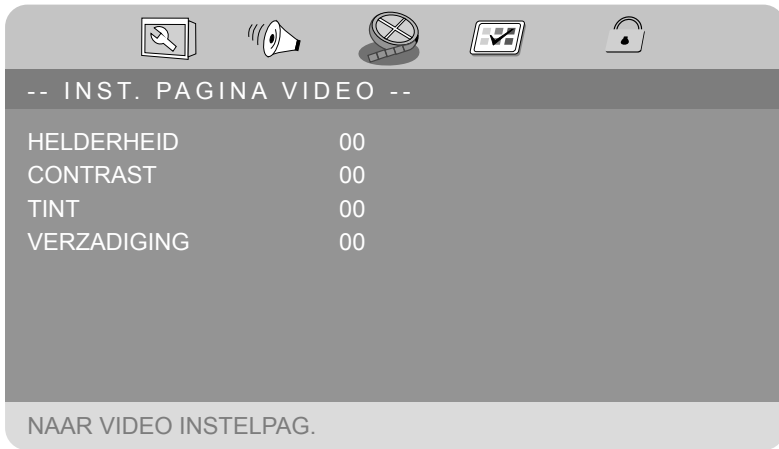 -- INST. PAGINA VIDEO --
HELDERHEID 00
CONTRAST 00
TINT 00
VERZADIGING 00
NAAR VIDEO INSTELPAG.